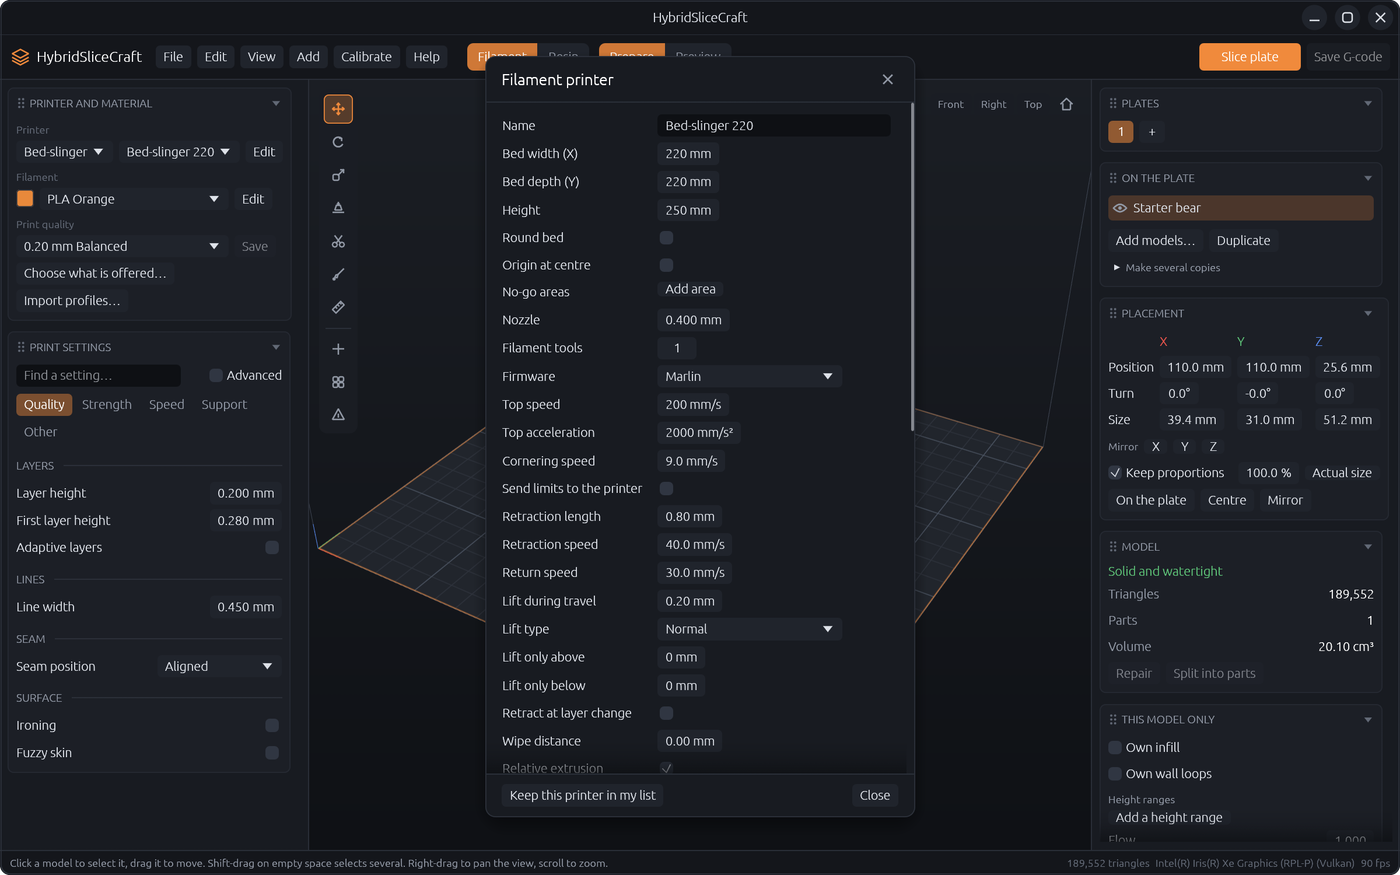 HybridSliceCraft
HybridSliceCraft File Edit View Add Calibrate Help Filament Resin Prepare Preview Slice plate Save G-code
PRINTER AND MATERIAL
Printer
Bed-slinger Bed-slinger 220 Edit
Filament
PLA Orange Edit
Print quality
0.20 mm Balanced Save
Choose what is offered...
Import profiles...
PRINT SETTINGS
Find a setting... Advanced
Quality Strength Speed Support
Other
LAYERS
Layer height 0.200 mm
First layer height 0.280 mm
Adaptive layers
LINES
Line width 0.450 mm
SEAM
Seam position Aligned
SURFACE
Ironing
Fuzzy skin
Filament printer
Name Bed-slinger 220
Bed width (X) 220 mm
Bed depth (Y) 220 mm
Height 250 mm
Round bed
Origin at centre
No-go areas Add area
Nozzle 0.400 mm
Filament tools 1
Firmware Marlin
Top speed 200 mm/s
Top acceleration 2000 mm/s²
Cornering speed 9.0 mm/s
Send limits to the printer
Retraction length 0.80 mm
Retraction speed 40.0 mm/s
Return speed 30.0 mm/s
Lift during travel 0.20 mm
Lift type Normal
Lift only above 0 mm
Lift only below 0 mm
Retract at layer change
Wipe distance 0.00 mm
Relative extrusion
Keep this printer in my list Close
Front Right Top
PLATES
1 +
ON THE PLATE
Starter bear
Add models... Duplicate
Make several copies
PLACEMENT
X Y Z
Position 110.0 mm 110.0 mm 25.6 mm
Turn 0.0° -0.0° 0.0°
Size 39.4 mm 31.0 mm 51.2 mm
Mirror X Y Z
Keep proportions 100.0 % Actual size
On the plate Centre Mirror
MODEL
Solid and watertight
Triangles 189,552
Parts 1
Volume 20.10 cm³
Repair Split into parts
THIS MODEL ONLY
Own infill
Own wall loops
Height ranges
Add a height range
Flow 1.000
Click a model to select it, drag it to move. Shift-drag on empty space selects several. Right-drag to pan the view, scroll to zoom.
189,552 triangles Intel(R) Iris(R) Xe Graphics (RPL-P) (Vulkan) 90 fps